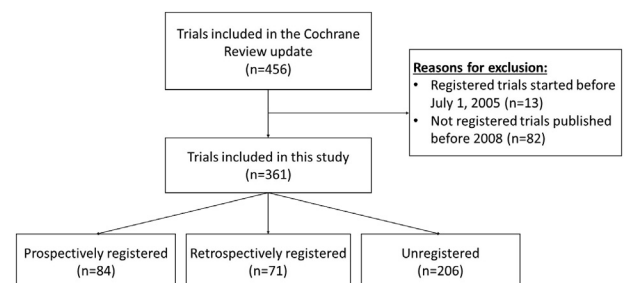 Trials included in the Cochrane
Review update
(n=456)
Reasons for exclusion:
• Registered trials started before
July 1, 2005 (n=13)
• Not registered trials published
before 2008 (n=82)
Trials included in this study
(n=361)
Prospectively registered
(n=84)
Retrospectively registered
(n=71)
Unregistered
(n=206)